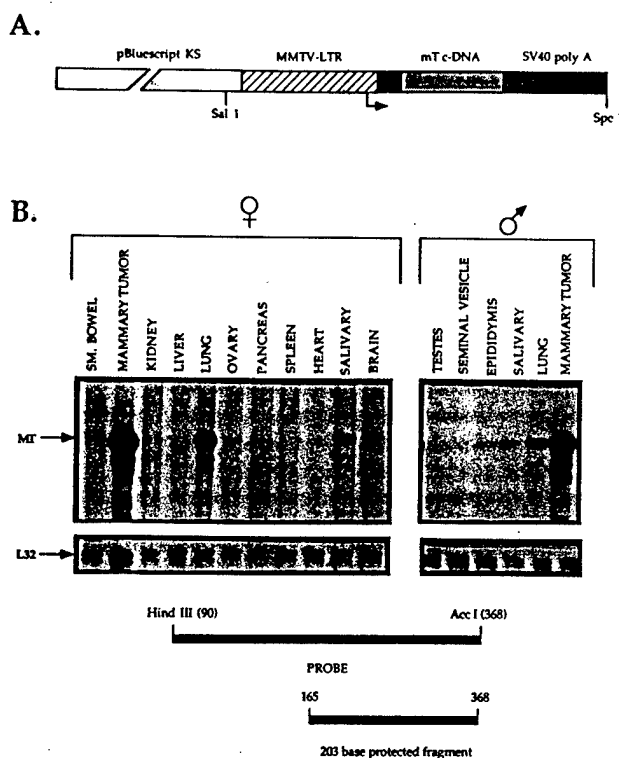 A.
pBluescript KS
MMTV-LTR
mT c-DNA
SV40 poly A
Sal 1
Spe
B.
♀
♂
SM. BOWEL
MAMMARY TUMOR
KIDNEY
LIVER
LUNG
OVARY
PANCREAS
SPLEEN
HEART
SALIVARY
BRAIN
TESTES
SEMINAL VESICLE
EPIDIDYMIS
SALIVARY
LUNG
MAMMARY TUMOR
MT
L32
Hind III (90)
Acc I (368)
PROBE
165
368
203 base protected fragment